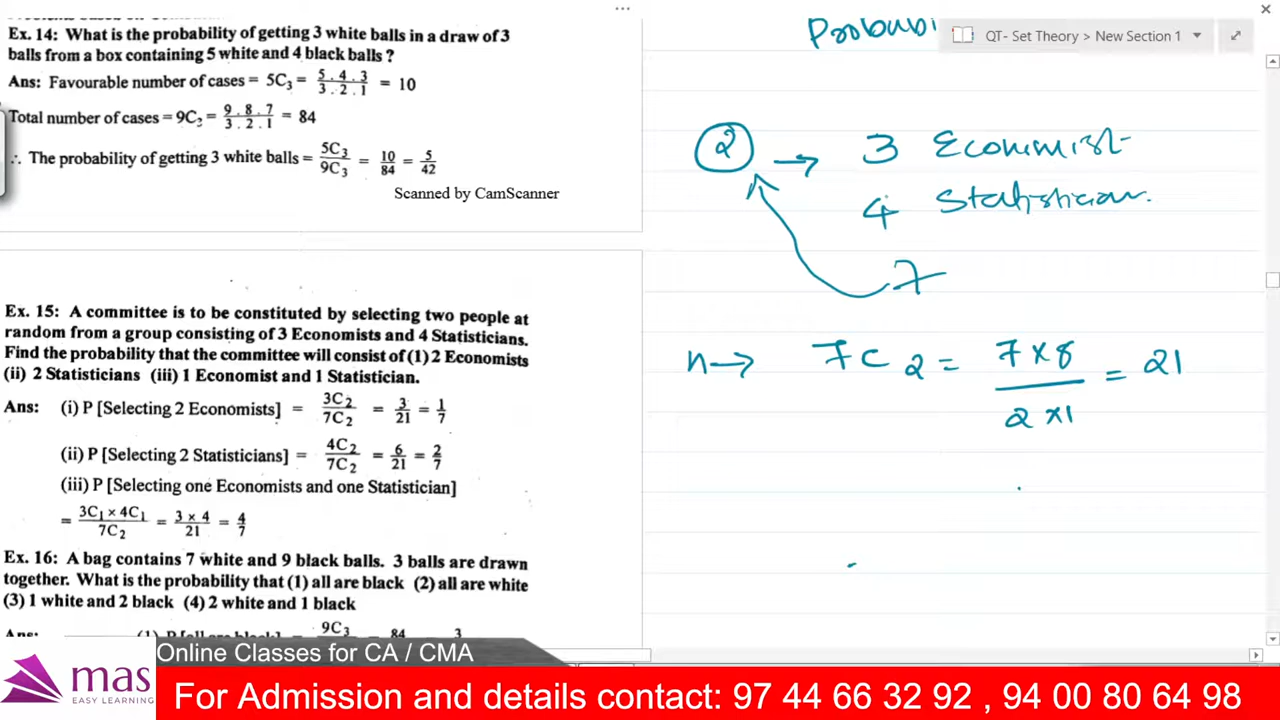 Ex. 14: What is the probability of getting 3 white balls in a draw of 3
balls from a box containing 5 white and 4 black balls ?
Ans: Favourable number of cases = 5C3 = 5 . 4 . 3 / 3 . 2 . 1 = 10
Total number of cases = 9C3 = 9 . 8 . 7 / 3 . 2 . 1 = 84
∴ The probability of getting 3 white balls = 5C3 / 9C3 = 10 / 84 = 5 / 42
Scanned by CamScanner
Ex. 15: A committee is to be constituted by selecting two people at
random from a group consisting of 3 Economists and 4 Statisticians.
Find the probability that the committee will consist of (1) 2 Economists
(ii) 2 Statisticians (iii) 1 Economist and 1 Statistician.
Ans: (i) P [Selecting 2 Economists] = 3C2 / 7C2 = 3 / 21 = 1 / 7
(ii) P [Selecting 2 Statisticians] = 4C2 / 7C2 = 6 / 21 = 2 / 7
(iii) P [Selecting one Economists and one Statistician]
= 3C1 × 4C1 / 7C2 = 3 × 4 / 21 = 4 / 7
Ex. 16: A bag contains 7 white and 9 black balls. 3 balls are drawn
together. What is the probability that (1) all are black (2) all are white
(3) 1 white and 2 black (4) 2 white and 1 black
9C3 84 3
QT- Set Theory > New Section 1
2 → 3 Economist
4 Statistician.
7
n → 7C2 = 7×6 / 2×1 = 21
mas
EASY LEARNING
Online Classes for CA / CMA
For Admission and details contact: 97 44 66 32 92 , 94 00 80 64 98